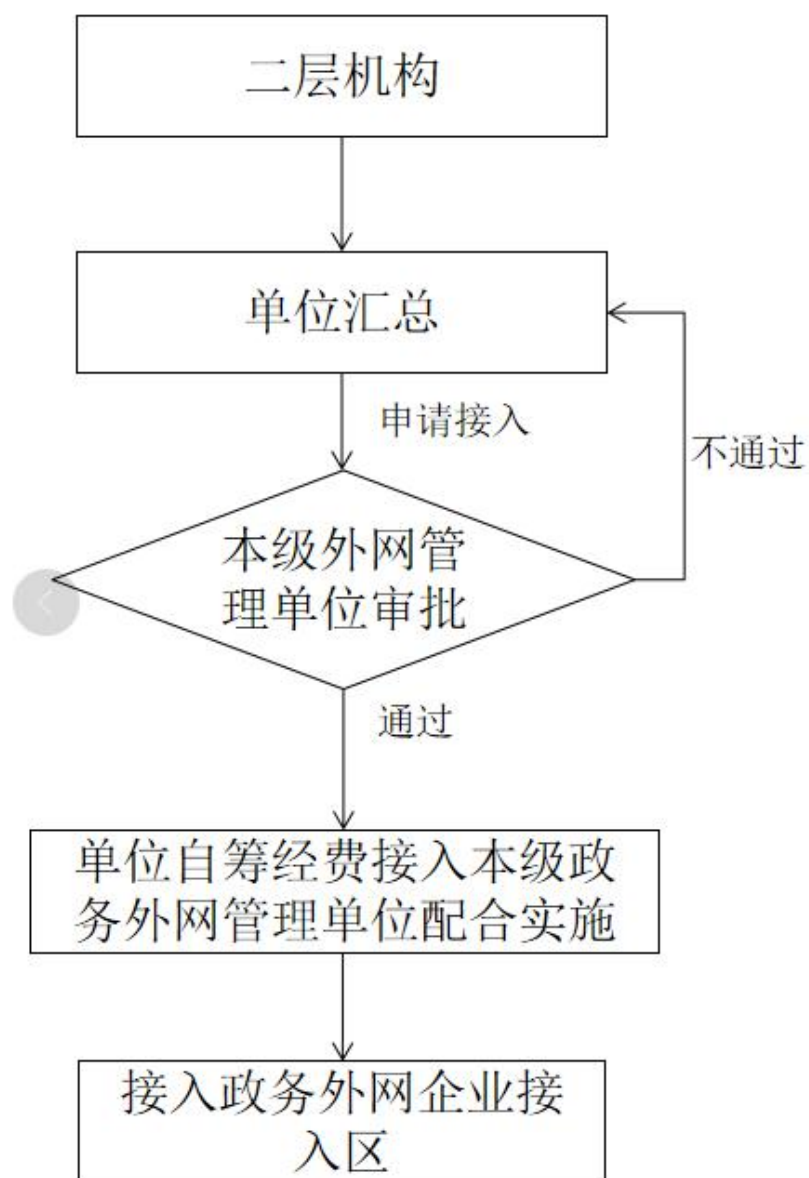 二层机构
单位汇总
申请接入
不通过
本级外网管
理单位审批
通过
单位自筹经费接入本级政
务外网管理单位配合实施
接入政务外网企业接
入区